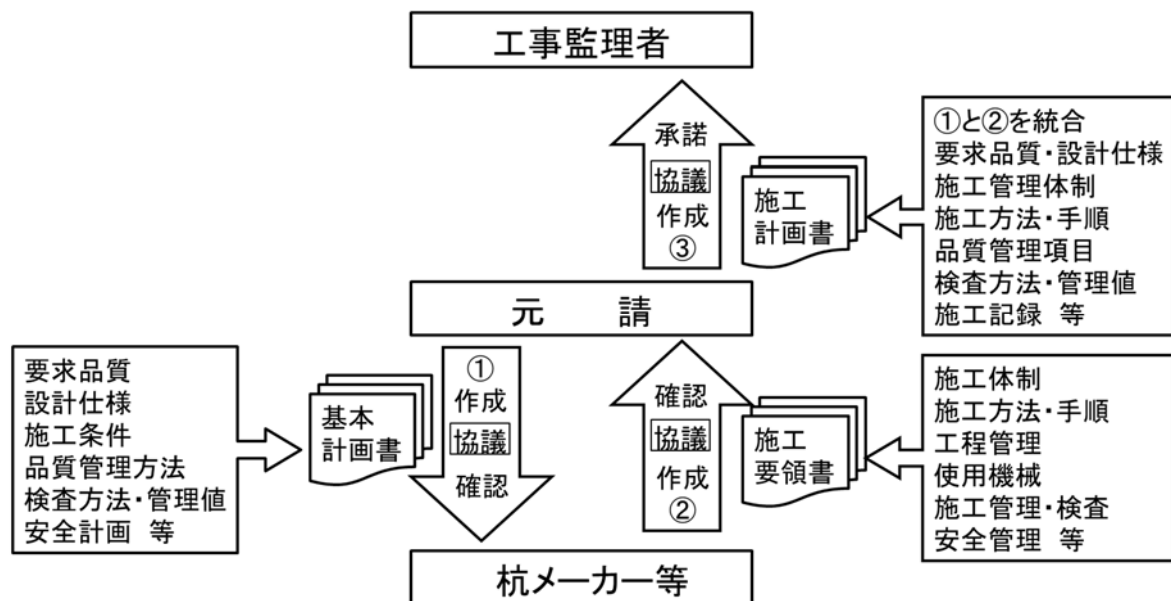 工事監理者
承諾
協議
作成
③
施工
計画書
①と②を統合
要求品質・設計仕様
施工管理体制
施工方法・手順
品質管理項目
検査方法・管理値
施工記録 等
元 請
要求品質
設計仕様
施工条件
品質管理方法
検査方法・管理値
安全計画 等
基本
計画書
①
作成
協議
確認
確認
協議
作成
②
施工
要領書
施工体制
施工方法・手順
工程管理
使用機械
施工管理・検査
安全管理 等
杭メーカー等